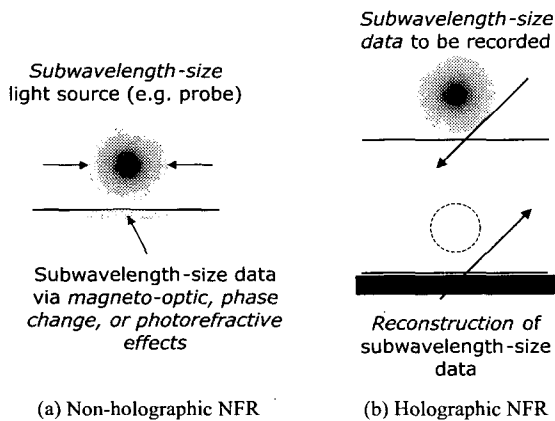 Subwavelength-size
light source (e.g. probe)
Subwavelength-size data
via magneto-optic, phase
change, or photorefractive
effects
(a) Non-holographic NFR
Subwavelength-size
data to be recorded
Reconstruction of
subwavelength-size
data
(b) Holographic NFR